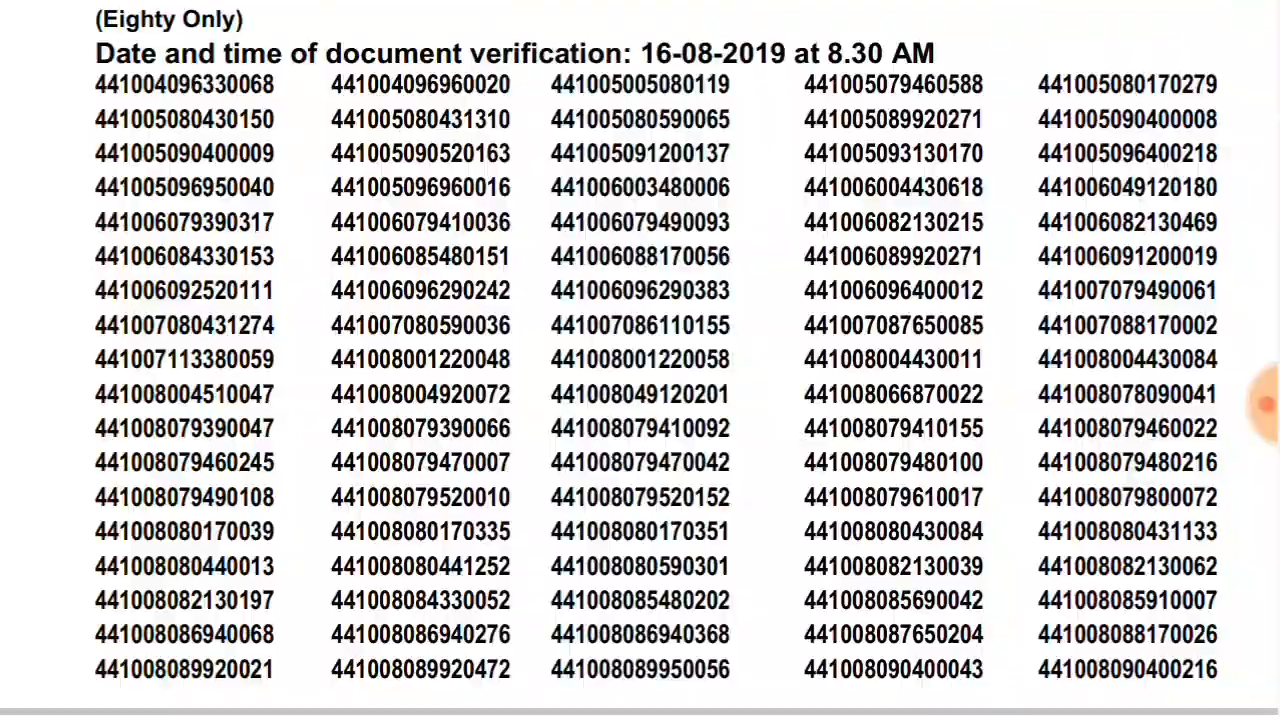 (Eighty Only)
Date and time of document verification: 16-08-2019 at 8.30 AM
441004096330068 441004096960020 441005005080119 441005079460588 441005080170279
441005080430150 441005080431310 441005080590065 441005089920271 441005090400008
441005090400009 441005090520163 441005091200137 441005093130170 441005096400218
441005096950040 441005096960016 441006003480006 441006004430618 441006049120180
441006079390317 441006079410036 441006079490093 441006082130215 441006082130469
441006084330153 441006085480151 441006088170056 441006089920271 441006091200019
441006092520111 441006096290242 441006096290383 441006096400012 441007079490061
441007080431274 441007080590036 441007086110155 441007087650085 441007088170002
441007113380059 441008001220048 441008001220058 441008004430011 441008004430084
441008004510047 441008004920072 441008049120201 441008066870022 441008078090041
441008079390047 441008079390066 441008079410092 441008079410155 441008079460022
441008079460245 441008079470007 441008079470042 441008079480100 441008079480216
441008079490108 441008079520010 441008079520152 441008079610017 441008079800072
441008080170039 441008080170335 441008080170351 441008080430084 441008080431133
441008080440013 441008080441252 441008080590301 441008082130039 441008082130062
441008082130197 441008084330052 441008085480202 441008085690042 441008085910007
441008086940068 441008086940276 441008086940368 441008087650204 441008088170026
441008089920021 441008089920472 441008089950056 441008090400043 441008090400216